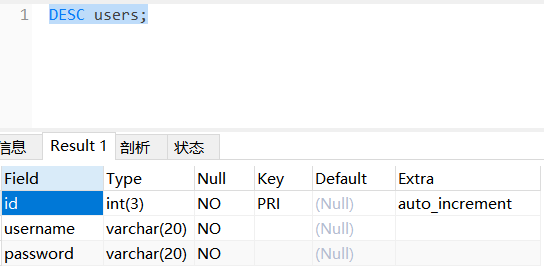 1 DESC users;
信息 Result 1 剖析 状态
Field Type Null Key Default Extra
id int(3) NO PRI (Null) auto_increment
username varchar(20) NO (Null)
password varchar(20) NO (Null)